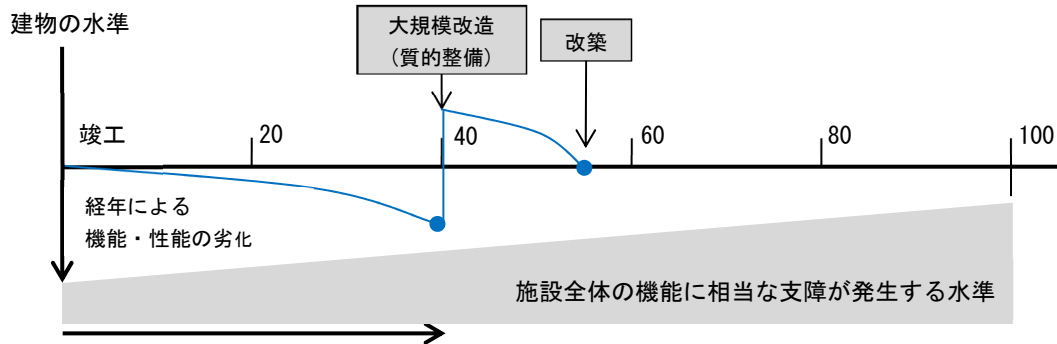 建物の水準
大規模改造
（質的整備）
改築
竣工
20
40
60
80
100
経年による
機能・性能の劣化
施設全体の機能に相当な支障が発生する水準